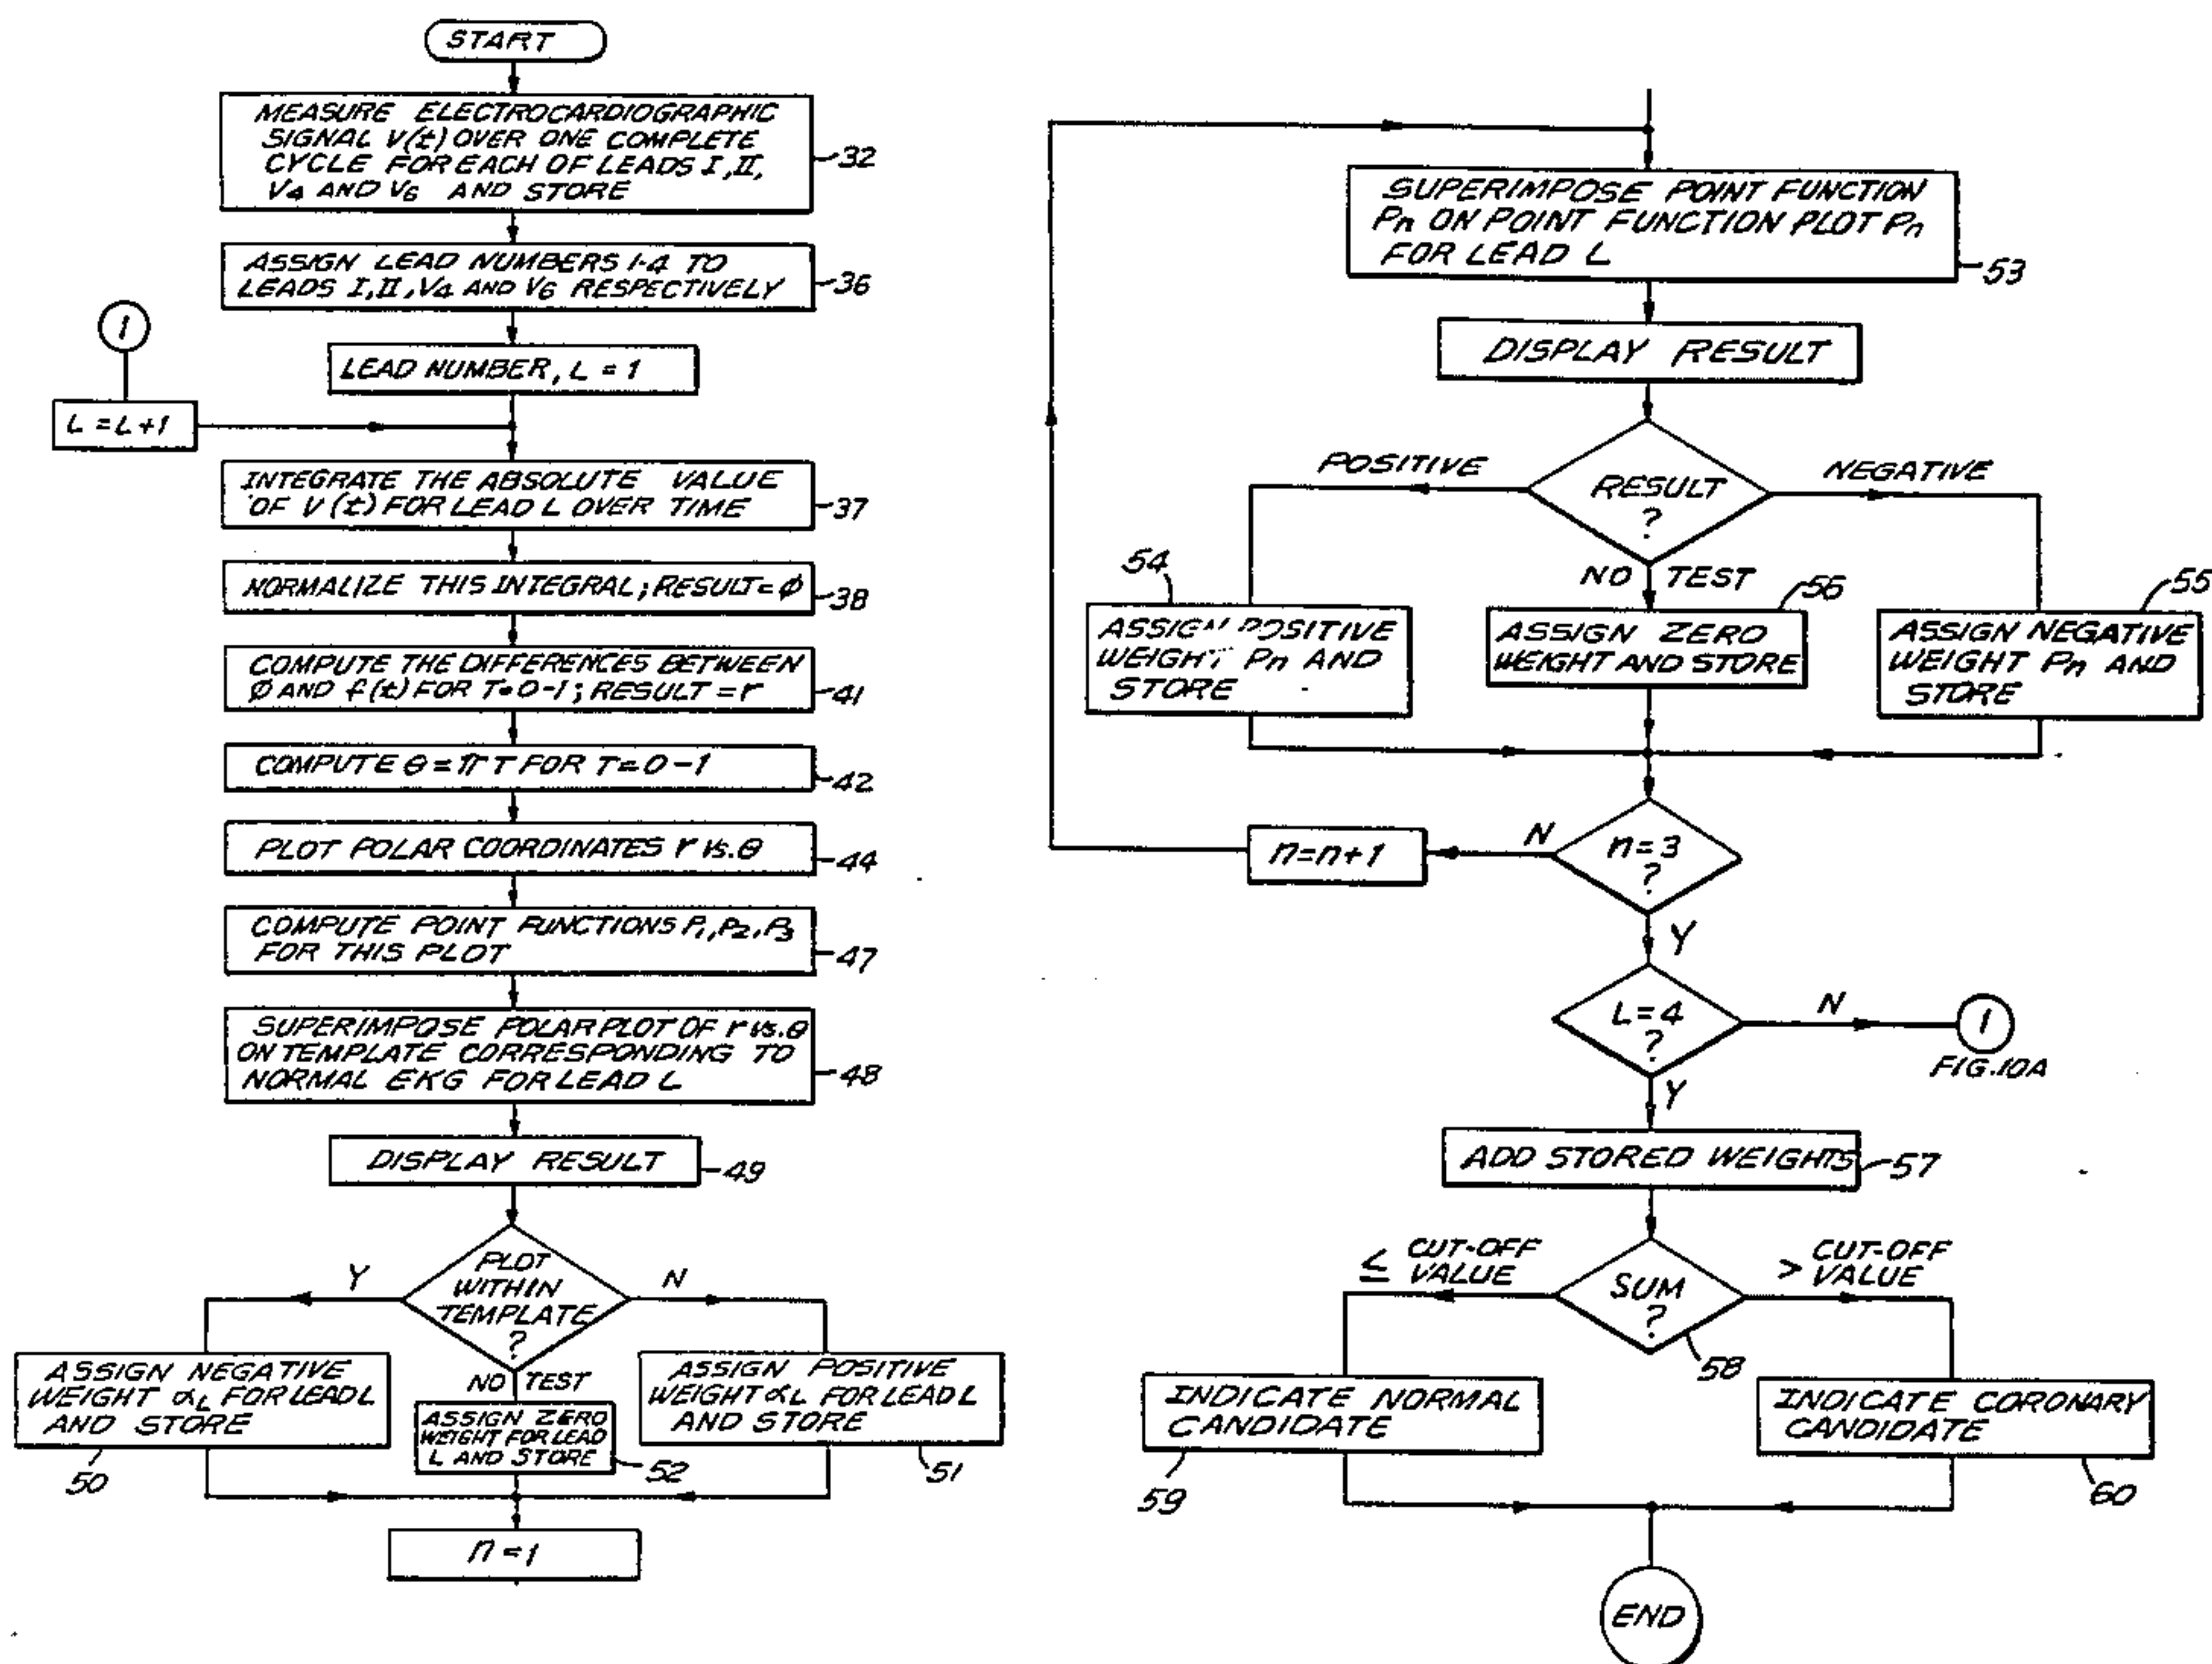 START
MEASURE ELECTROCARDIOGRAPHIC
SIGNAL V(t) OVER ONE COMPLETE
CYCLE FOR EACH OF LEADS I, II,
V4 AND V6 AND STORE
32
ASSIGN LEAD NUMBERS 1-4 TO
LEADS I, II, V4 AND V6 RESPECTIVELY
36
1
LEAD NUMBER, L = 1
L = L+1
INTEGRATE THE ABSOLUTE VALUE
OF V(t) FOR LEAD L OVER TIME
37
NORMALIZE THIS INTEGRAL; RESULT = φ
38
COMPUTE THE DIFFERENCES BETWEEN
φ AND f(t) FOR T=0-1; RESULT = r
41
COMPUTE θ = πT FOR T = 0-1
42
PLOT POLAR COORDINATES r vs. θ
44
COMPUTE POINT FUNCTIONS P1, P2, P3
FOR THIS PLOT
47
SUPERIMPOSE POLAR PLOT OF r vs. θ
ON TEMPLATE CORRESPONDING TO
NORMAL EKG FOR LEAD L
48
DISPLAY RESULT
49
PLOT
WITHIN
TEMPLATE
?
Y
N
NO TEST
ASSIGN NEGATIVE
WEIGHT αL FOR LEAD L
AND STORE
50
ASSIGN ZERO
WEIGHT FOR LEAD
L AND STORE
52
ASSIGN POSITIVE
WEIGHT αL FOR LEAD L
AND STORE
51
n = 1
SUPERIMPOSE POINT FUNCTION
Pn ON POINT FUNCTION PLOT Pn
FOR LEAD L
53
DISPLAY RESULT
POSITIVE
RESULT
?
NEGATIVE
NO TEST
54
ASSIGN POSITIVE
WEIGHT Pn AND
STORE
56
ASSIGN ZERO
WEIGHT AND STORE
55
ASSIGN NEGATIVE
WEIGHT Pn AND
STORE
n=n+1
N
n=3
?
Y
L=4
?
N
1
FIG. 10A
Y
ADD STORED WEIGHTS
57
≤ CUT-OFF
VALUE
SUM
?
> CUT-OFF
VALUE
58
INDICATE NORMAL
CANDIDATE
59
INDICATE CORONARY
CANDIDATE
60
END